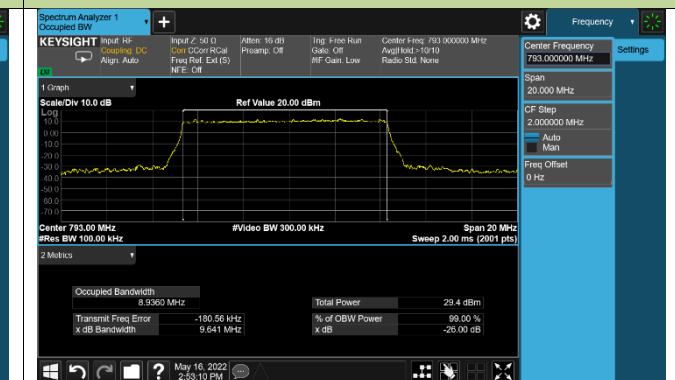 Spectrum Analyzer 1
Occupied BW
Frequency
KEYSIGHT
Input: RF
Coupling: DC
Align: Auto
Input Z: 50 Ω
Corr CCorr RCal
Freq Ref: Ext (S)
NFE: Off
Atten: 16 dB
Preamp: Off
Trig: Free Run
Gate: Off
#IF Gain: Low
Center Freq: 793.000000 MHz
Avg|Hold:>10/10
Radio Std: None
Center Frequency
793.000000 MHz
Settings
Span
20.000 MHz
CF Step
2.000000 MHz
Auto
Man
Freq Offset
0 Hz
1 Graph
Scale/Div 10.0 dB
Ref Value 20.00 dBm
Log
10.0
0.00
-10.0
-20.0
-30.0
-40.0
-50.0
-60.0
-70.0
Center 793.00 MHz
#Video BW 300.00 kHz
Span 20 MHz
#Res BW 100.00 kHz
Sweep 2.00 ms (2001 pts)
2 Metrics
Occupied Bandwidth
8.9360 MHz
Total Power
29.4 dBm
Transmit Freq Error
-180.56 kHz
% of OBW Power
99.00 %
x dB Bandwidth
9.641 MHz
x dB
-26.00 dB
?
May 16, 2022
2:53:10 PM